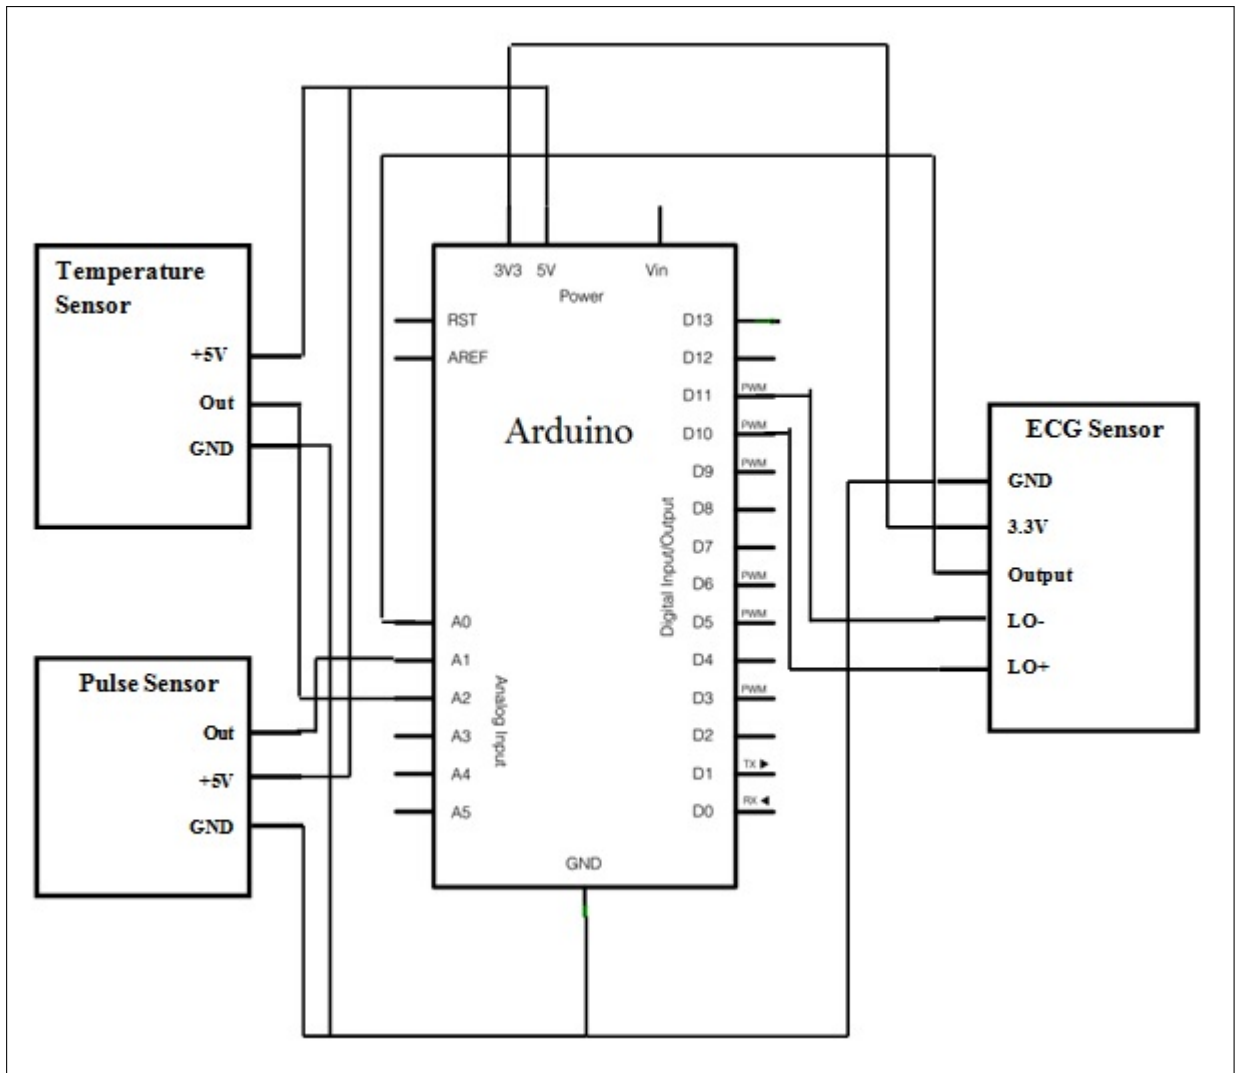 Temperature
Sensor
+5V
Out
GND
Pulse Sensor
Out
+5V
GND
3V3 5V Vin
Power
RST
AREF
Arduino
A0
A1
A2
A3
A4
A5
Analog Input
D13
D12
D11 PWM
D10 PWM
D9 PWM
D8
D7
D6 PWM
D5 PWM
D4
D3 PWM
D2
D1 TX ▶
D0 RX ◀
Digital Input/Output
GND
ECG Sensor
GND
3.3V
Output
LO-
LO+